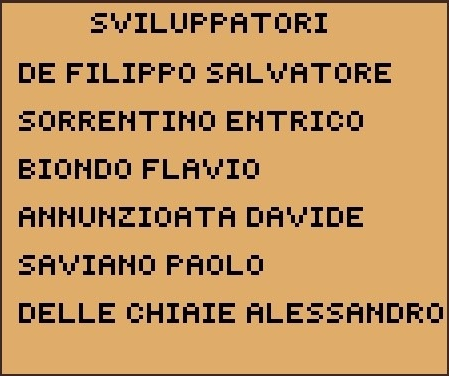 SVILUPPATORI
DE FILIPPO SALVATORE
SORRENTINO ENTRICO
BIONDO FLAVIO
ANNUNZIOATA DAVIDE
SAVIANO PAOLO
DELLE CHIAIE ALESSANDRO